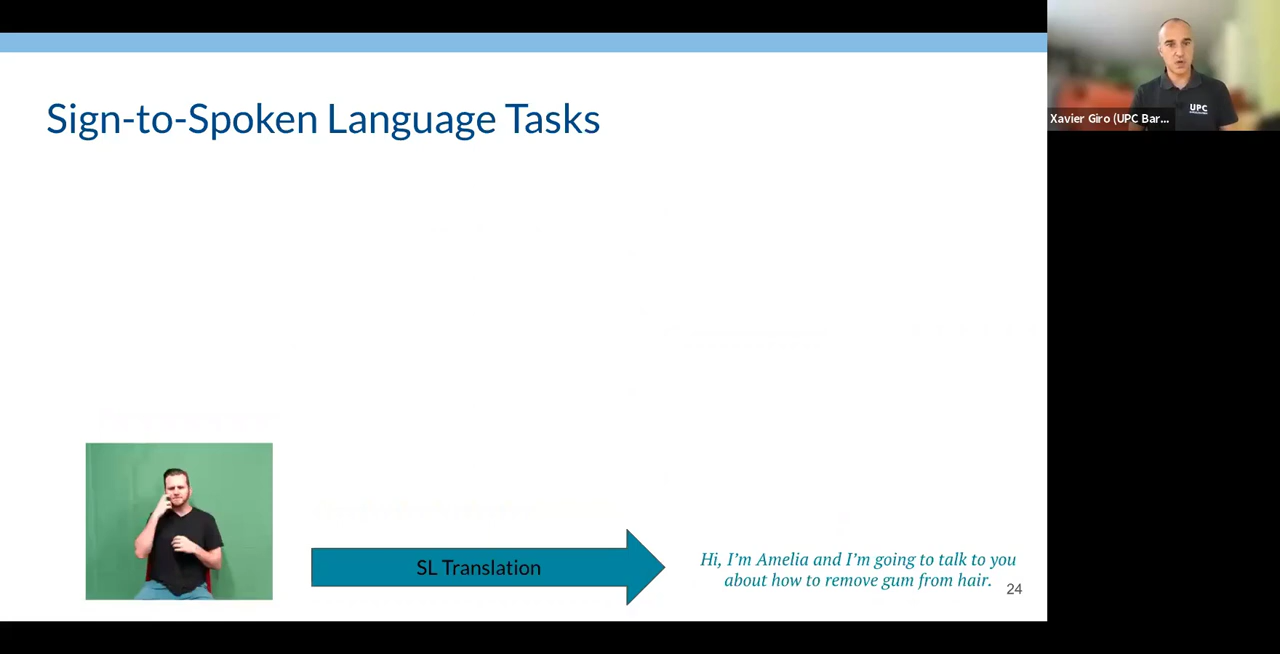 Sign-to-Spoken Language Tasks
UPC
Xavier Giro (UPC Bar...
SL Translation
Hi, I'm Amelia and I'm going to talk to you
about how to remove gum from hair.
24